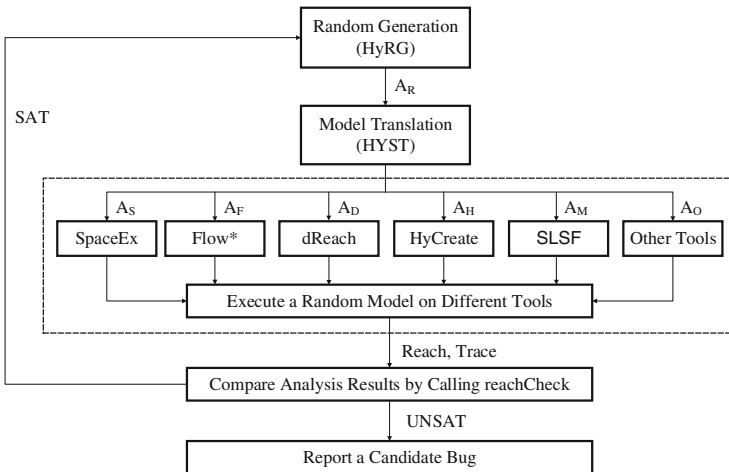 Random Generation
(HyRG)
A_R
SAT
Model Translation
(HYST)
A_S
A_F
A_D
A_H
A_M
A_O
SpaceEx
Flow*
dReach
HyCreate
SLSF
Other Tools
Execute a Random Model on Different Tools
Reach, Trace
Compare Analysis Results by Calling reachCheck
UNSAT
Report a Candidate Bug